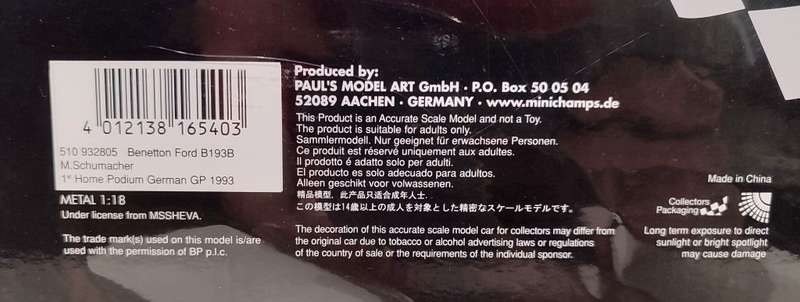 4 012138 165403
510 932805 Benetton Ford B193B
M.Schumacher
1st Home Podium German GP 1993
METAL 1:18
Under license from MSSHEVA.
The trade mark(s) used on this model is/are
used with the permission of BP p.l.c.
Produced by:
PAUL'S MODEL ART GmbH · P.O. Box 50 05 04
52089 AACHEN · GERMANY · www.minichamps.de
This Product is an Accurate Scale Model and not a Toy.
The product is suitable for adults only.
Sammlermodell. Nur geeignet für erwachsene Personen.
Ce produit est réservé uniquement aux adultes.
Il prodotto é adatto solo per adulti.
El producto es solo adecuado para adultos.
Alleen geschikt voor volwassenen.
精品模型，此产品只适合成年人士.
この模型は14歳以上の成人を対象とした精密なスケールモデルです。
The decoration of this accurate scale model car for collectors may differ from
the original car due to tobacco or alcohol advertising laws or regulations
of the country of sale or the requirements of the individual sponsor.
Made in China
Collectors
Packaging
Long term exposure to direct
sunlight or bright spotlight
may cause damage